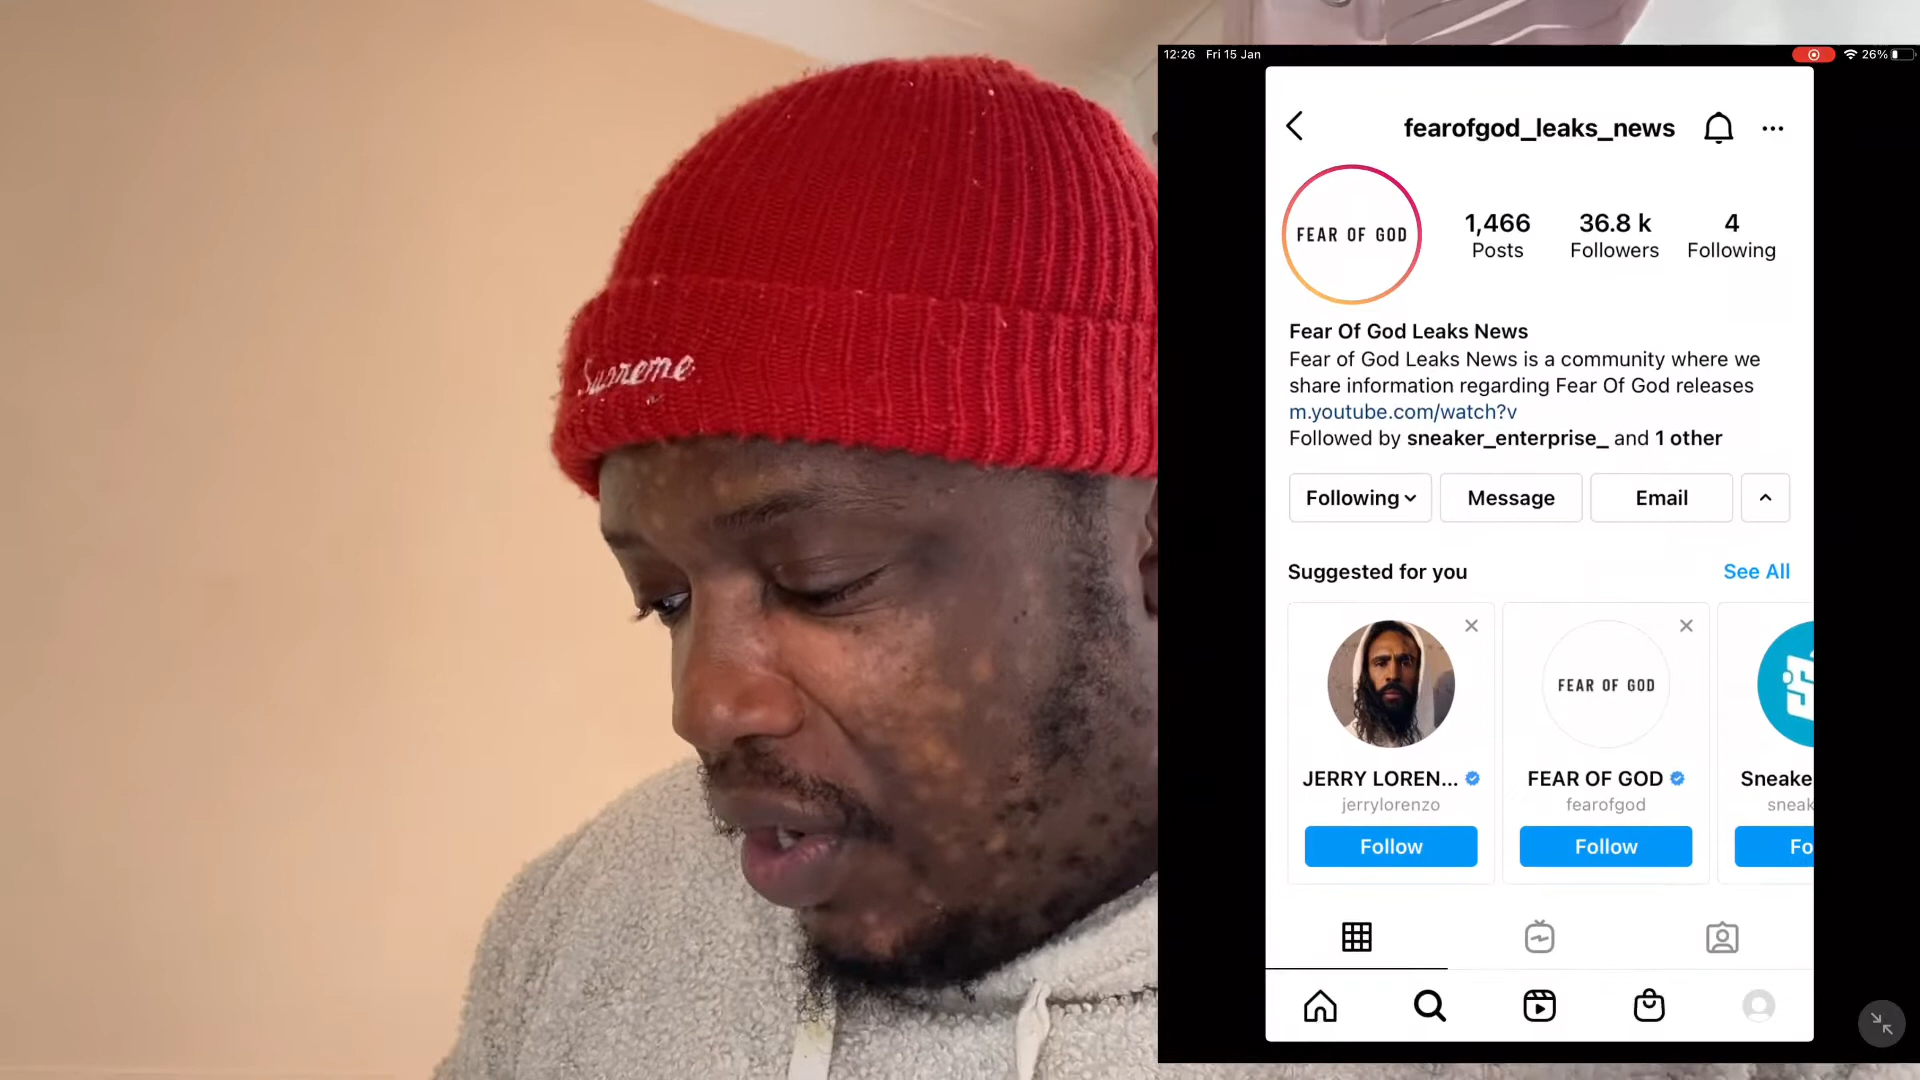 Supreme
12:26 Fri 15 Jan
26%
fearofgod_leaks_news
FEAR OF GOD
1,466 36.8 k 4
Posts Followers Following
Fear Of God Leaks News
Fear of God Leaks News is a community where we
share information regarding Fear Of God releases
m.youtube.com/watch?v
Followed by sneaker_enterprise_ and 1 other
Following Message Email
Suggested for you See All
FEAR OF GOD
JERRY LOREN... FEAR OF GOD Sneake
jerrylorenzo fearofgod sneak
Follow Follow Fo